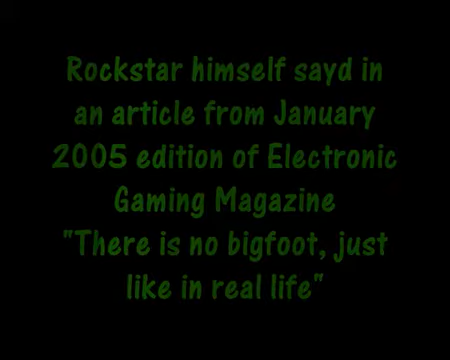 Rockstar himself sayd in
an article from January
2005 edition of Electronic
Gaming Magazine
"There is no bigfoot, just
like in real life"